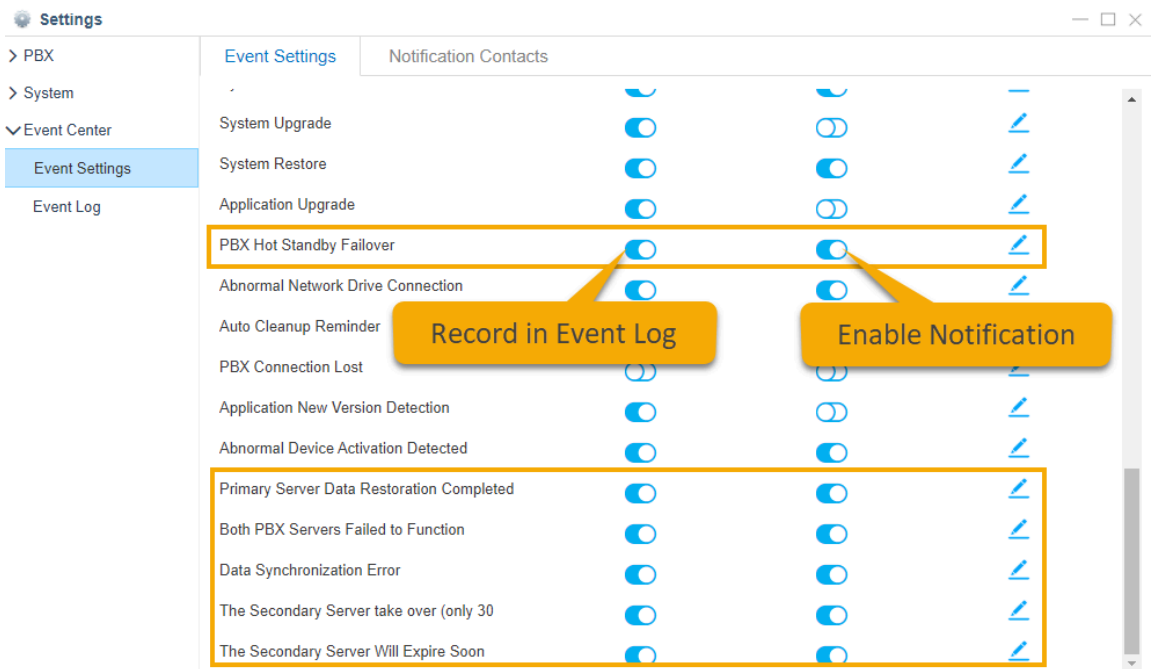 Settings
PBX
Event Settings
Notification Contacts
System
System Upgrade
Event Center
System Restore
Event Settings
Application Upgrade
Event Log
PBX Hot Standby Failover
Abnormal Network Drive Connection
Auto Cleanup Reminder
Record in Event Log
Enable Notification
PBX Connection Lost
Application New Version Detection
Abnormal Device Activation Detected
Primary Server Data Restoration Completed
Both PBX Servers Failed to Function
Data Synchronization Error
The Secondary Server take over (only 30
The Secondary Server Will Expire Soon